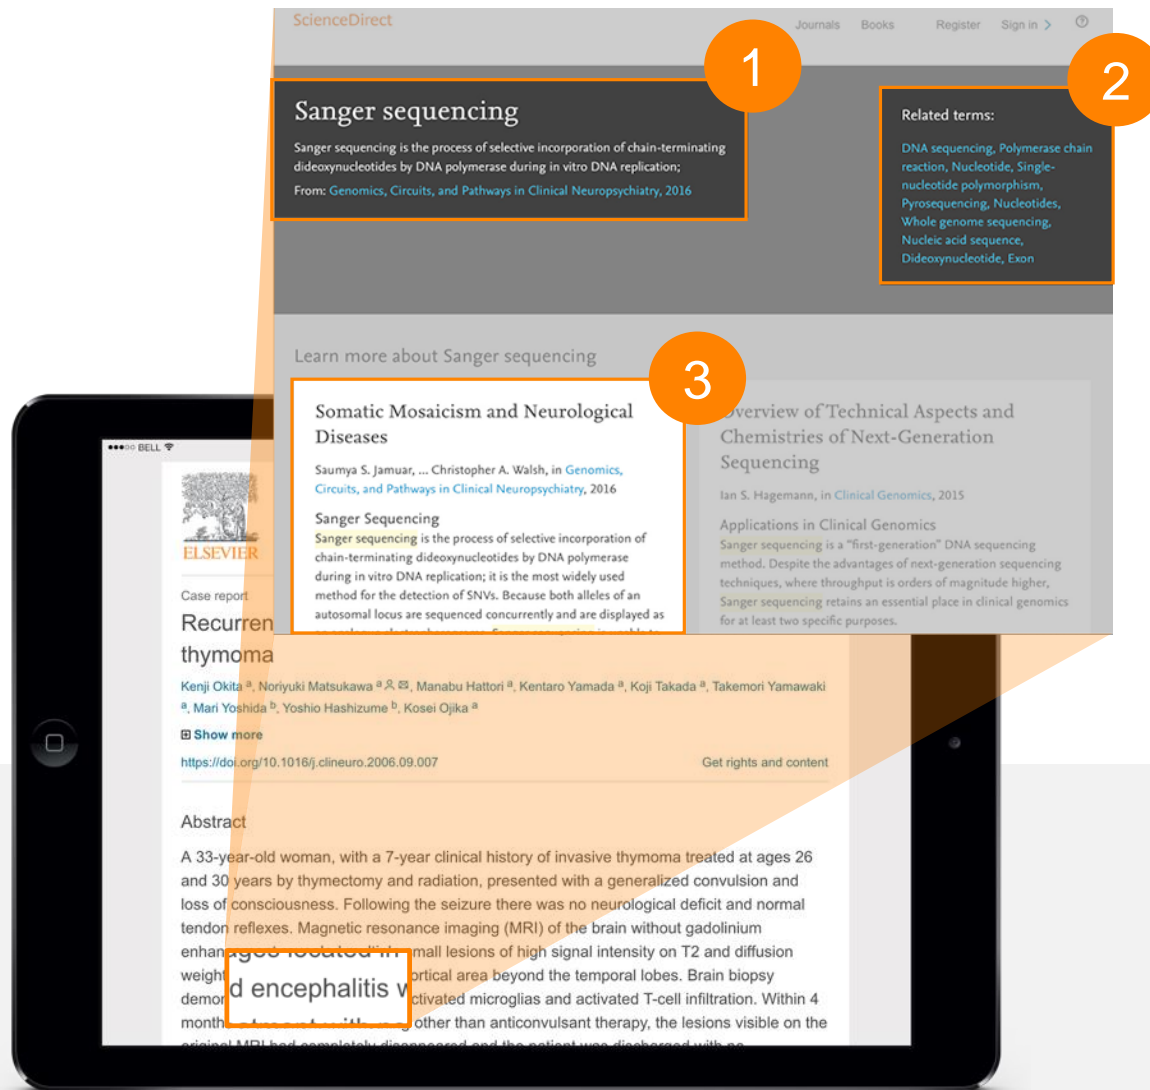 ScienceDirect
Journals Books Register Sign in >
1
2
Sanger sequencing
Sanger sequencing is the process of selective incorporation of chain-terminating
dideoxynucleotides by DNA polymerase during in vitro DNA replication;
From: Genomics, Circuits, and Pathways in Clinical Neuropsychiatry, 2016
Related terms:
DNA sequencing, Polymerase chain
reaction, Nucleotide, Single-
nucleotide polymorphism,
Pyrosequencing, Nucleotides,
Whole genome sequencing,
Nucleic acid sequence,
Dideoxynucleotide, Exon
Learn more about Sanger sequencing
3
Somatic Mosaicism and Neurological
Diseases
Saumya S. Jamuar, ... Christopher A. Walsh, in Genomics,
Circuits, and Pathways in Clinical Neuropsychiatry, 2016
Sanger Sequencing
Sanger sequencing is the process of selective incorporation of
chain-terminating dideoxynucleotides by DNA polymerase
during in vitro DNA replication; it is the most widely used
method for the detection of SNVs. Because both alleles of an
autosomal locus are sequenced concurrently and are displayed as
Overview of Technical Aspects and
Chemistries of Next-Generation
Sequencing
Ian S. Hagemann, in Clinical Genomics, 2015
Applications in Clinical Genomics
Sanger sequencing is a "first-generation" DNA sequencing
method. Despite the advantages of next-generation sequencing
techniques, where throughput is orders of magnitude higher,
Sanger sequencing retains an essential place in clinical genomics
for at least two specific purposes.
BELL
ELSEVIER
Case report
Recurren
thymoma
Kenji Okita a, Noriyuki Matsukawa a, Manabu Hattori a, Kentaro Yamada a, Koji Takada a, Takemori Yamawaki
a, Mari Yoshida b, Yoshio Hashizume b, Kosei Ojika a
Show more
https://doi.org/10.1016/j.clineuro.2006.09.007 Get rights and content
Abstract
A 33-year-old woman, with a 7-year clinical history of invasive thymoma treated at ages 26
and 30 years by thymectomy and radiation, presented with a generalized convulsion and
loss of consciousness. Following the seizure there was no neurological deficit and normal
tendon reflexes. Magnetic resonance imaging (MRI) of the brain without gadolinium
enhan small lesions of high signal intensity on T2 and diffusion
weight ortical area beyond the temporal lobes. Brain biopsy
d encephalitis w
demor ctivated microglias and activated T-cell infiltration. Within 4
month other than anticonvulsant therapy, the lesions visible on the